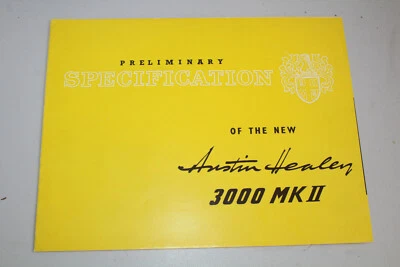 PRELIMINARY
SPECIFICATION
OF THE NEW
Austin Healey
3000 MK II